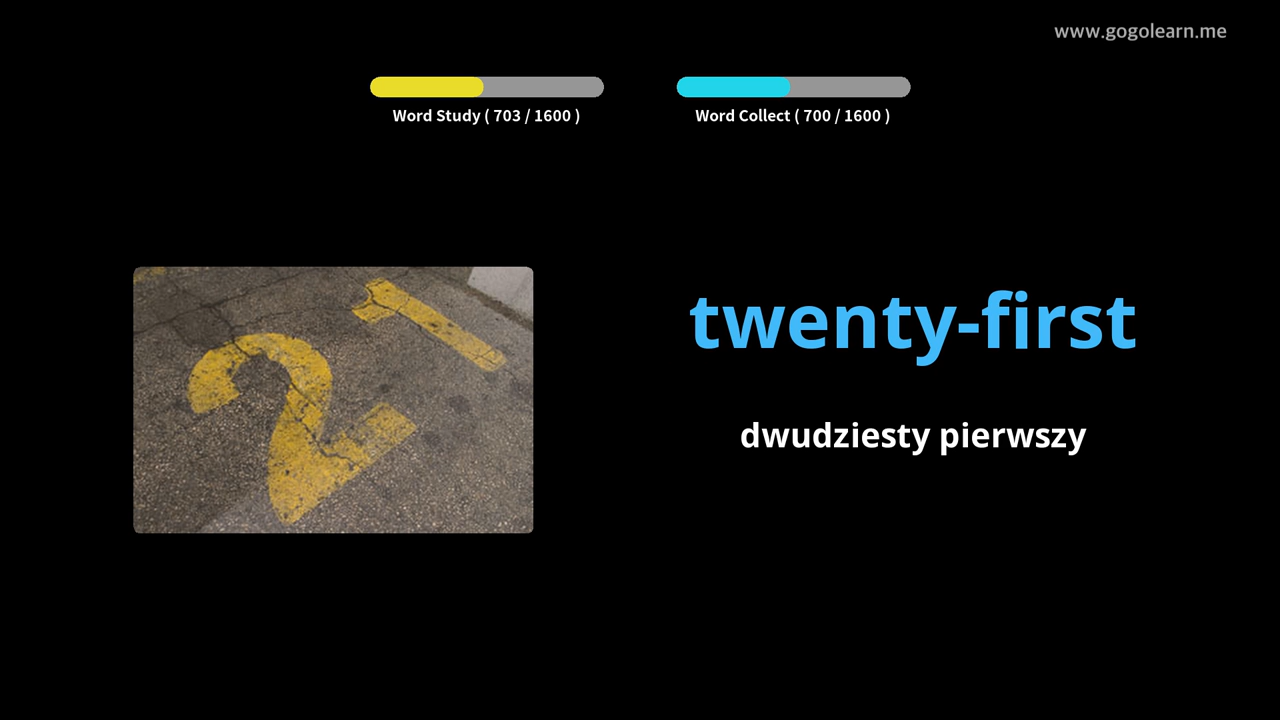 www.gogolearn.me
Word Study ( 703 / 1600 )
Word Collect ( 700 / 1600 )
21
twenty-first
dwudziesty pierwszy